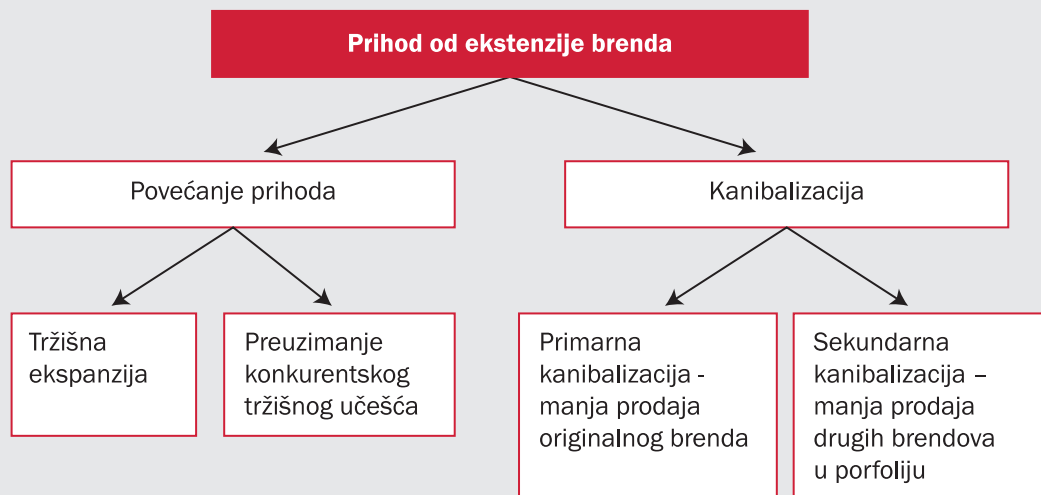 Prihod od ekstenzije brenda
Povećanje prihoda
Kanibalizacija
Tržišna
ekspanzija
Preuzimanje
konkurentskog
tržišnog učešća
Primarna
kanibalizacija -
manja prodaja
originalnog brenda
Sekundarna
kanibalizacija –
manja prodaja
drugih brendova
u porfoliju